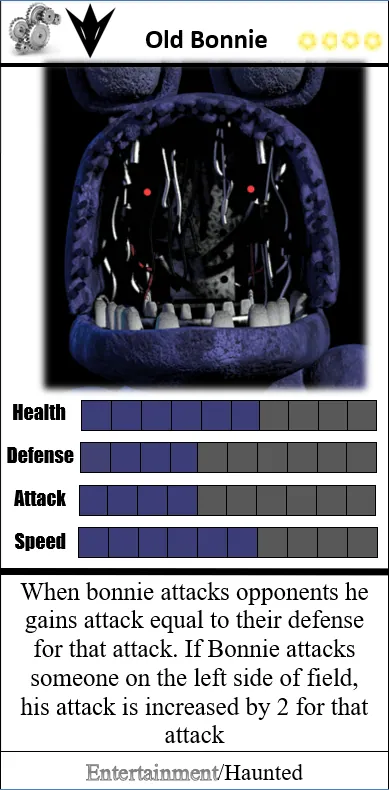 Old Bonnie
Health
Defense
Attack
Speed
When bonnie attacks opponents he
gains attack equal to their defense
for that attack. If Bonnie attacks
someone on the left side of field,
his attack is increased by 2 for that
attack
Entertainment/Haunted